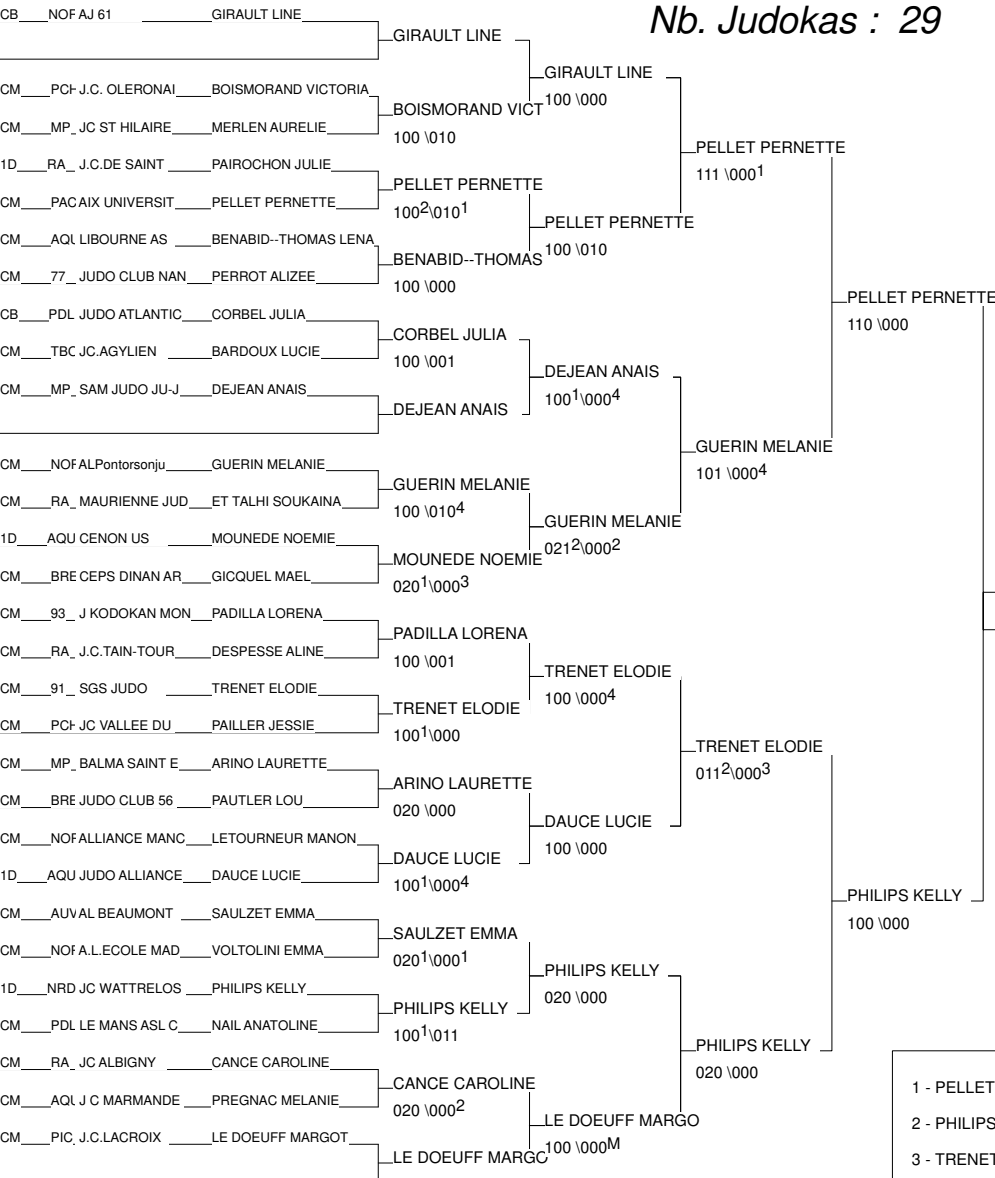 Nb. Judokas : 29
CB NOF AJ 61 GIRAULT LINE
GIRAULT LINE
GIRAULT LINE
100 \000
CM PCH J.C. OLERONAI BOISMORAND VICTORIA
BOISMORAND VICT
100 \010
CM MP_ JC ST HILAIRE MERLEN AURELIE
PELLET PERNETTE
111 \000¹
1D RA_ J.C.DE SAINT PAIROCHON JULIE
PELLET PERNETTE
100²\010¹
CM PAC AIX UNIVERSIT PELLET PERNETTE
PELLET PERNETTE
100 \010
CM AQU LIBOURNE AS BENABID--THOMAS LENA
BENABID--THOMAS
100 \000
CM 77_ JUDO CLUB NAN PERROT ALIZEE
PELLET PERNETTE
110 \000
CB PDL JUDO ATLANTIC CORBEL JULIA
CORBEL JULIA
100 \001
CM TBC JC.AGYLIEN BARDOUX LUCIE
DEJEAN ANAIS
100¹\000⁴
CM MP_ SAM JUDO JU-J DEJEAN ANAIS
DEJEAN ANAIS
GUERIN MELANIE
101 \000⁴
CM NOF ALPontorsonju GUERIN MELANIE
GUERIN MELANIE
100 \010⁴
CM RA_ MAURIENNE JUD ET TALHI SOUKAINA
GUERIN MELANIE
021²\000²
1D AQU CENON US MOUNEDE NOEMIE
MOUNEDE NOEMIE
020¹\000³
CM BRE CEPS DINAN AR GICQUEL MAEL
CM 93_ J KODOKAN MON PADILLA LORENA
PADILLA LORENA
100 \001
CM RA_ J.C.TAIN-TOUR DESPESSE ALINE
TRENET ELODIE
100 \000⁴
CM 91_ SGS JUDO TRENET ELODIE
TRENET ELODIE
100¹\000
CM PCH JC VALLEE DU PAILLER JESSIE
TRENET ELODIE
011²\000³
CM MP_ BALMA SAINT E ARINO LAURETTE
ARINO LAURETTE
020 \000
CM BRE JUDO CLUB 56 PAUTLER LOU
DAUCE LUCIE
100 \000
CM NOF ALLIANCE MANC LETOURNEUR MANON
DAUCE LUCIE
100¹\000⁴
1D AQU JUDO ALLIANCE DAUCE LUCIE
PHILIPS KELLY
100 \000
CM AUV AL BEAUMONT SAULZET EMMA
SAULZET EMMA
020¹\000¹
CM NOF A.L.ECOLE MAD VOLTOLINI EMMA
PHILIPS KELLY
020 \000
1D NRD JC WATTRELOS PHILIPS KELLY
PHILIPS KELLY
100¹\011
CM PDL LE MANS ASL C NAIL ANATOLINE
PHILIPS KELLY
020 \000
CM RA_ JC ALBIGNY CANCE CAROLINE
CANCE CAROLINE
020 \000²
CM AQU J C MARMANDE PREGNAC MELANIE
LE DOEUFF MARGO
100 \000ᴹ
CM PIC J.C.LACROIX LE DOEUFF MARGOT
LE DOEUFF MARGO
1 - PELLET
2 - PHILIPS
3 - TRENET